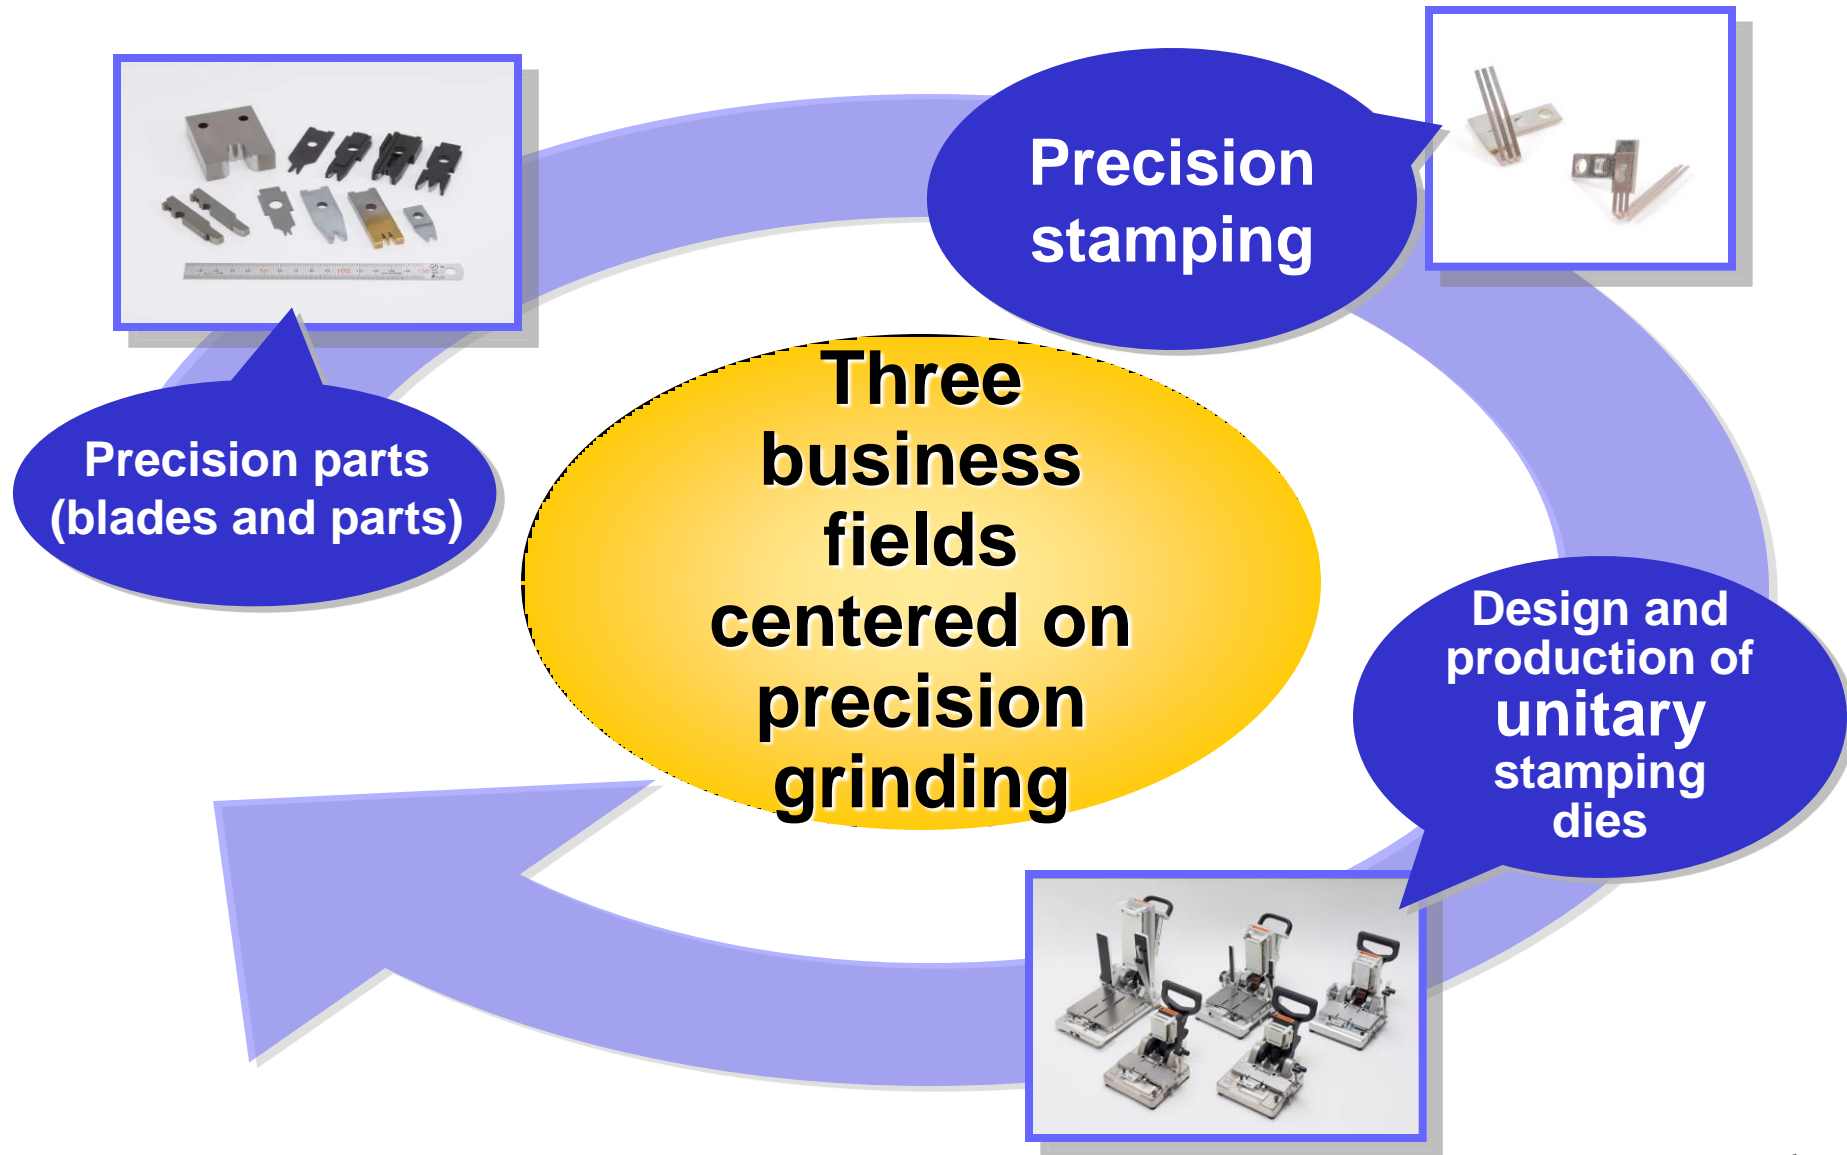 Precision
stamping
Three
business
fields
centered on
precision
grinding
Precision parts
(blades and parts)
Design and
production of
unitary
stamping
dies